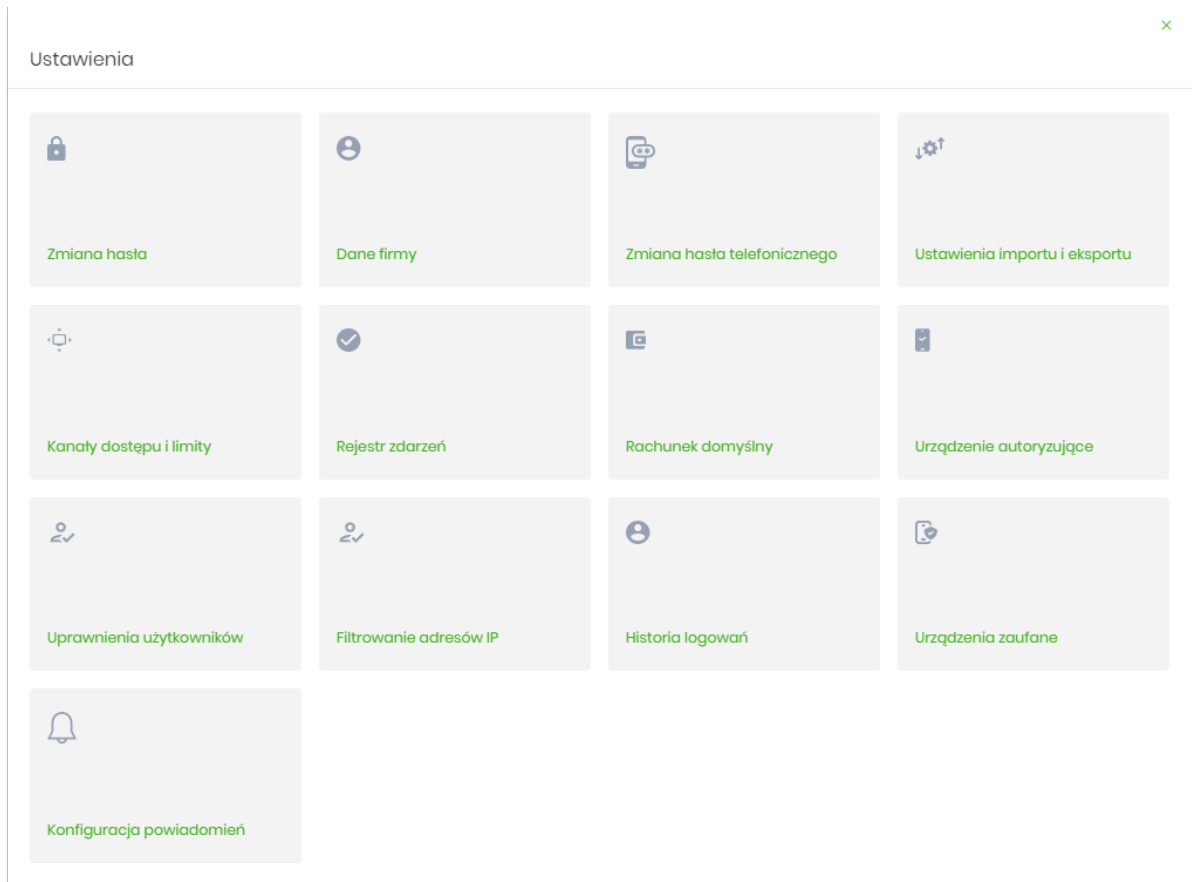 Ustawienia
Zmiana hasła
Dane firmy
Zmiana hasła telefonicznego
Ustawienia importu i eksportu
Kanały dostępu i limity
Rejestr zdarzeń
Rachunek domyślny
Urządzenie autoryzujące
Uprawnienia użytkowników
Filtrowanie adresów IP
Historia logowań
Urządzenia zaufane
Konfiguracja powiadomień